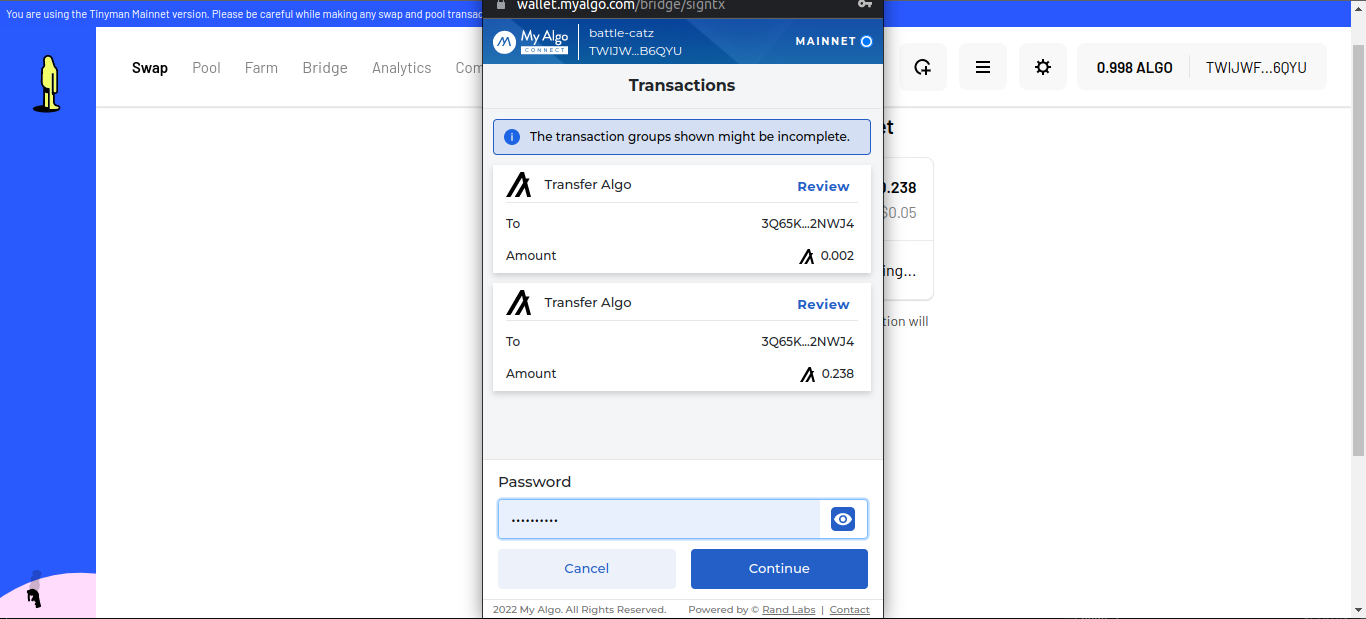 You are using the Tinyman Mainnet version. Please be careful while making any swap and pool transac
wallet.myalgo.com/bridge/signtx
My Algo
CONNECT
battle-catz
TWIJW...B6QYU
MAINNET
Swap Pool Farm Bridge Analytics Com
0.998 ALGO TWIJWF...6QYU
Transactions
The transaction groups shown might be incomplete.
et
Transfer Algo Review
To 3Q65K...2NWJ4
Amount 0.002
0.238
$0.05
ing...
tion will
Transfer Algo Review
To 3Q65K...2NWJ4
Amount 0.238
Password
••••••••••
Cancel Continue
2022 My Algo. All Rights Reserved. Powered by © Rand Labs | Contact